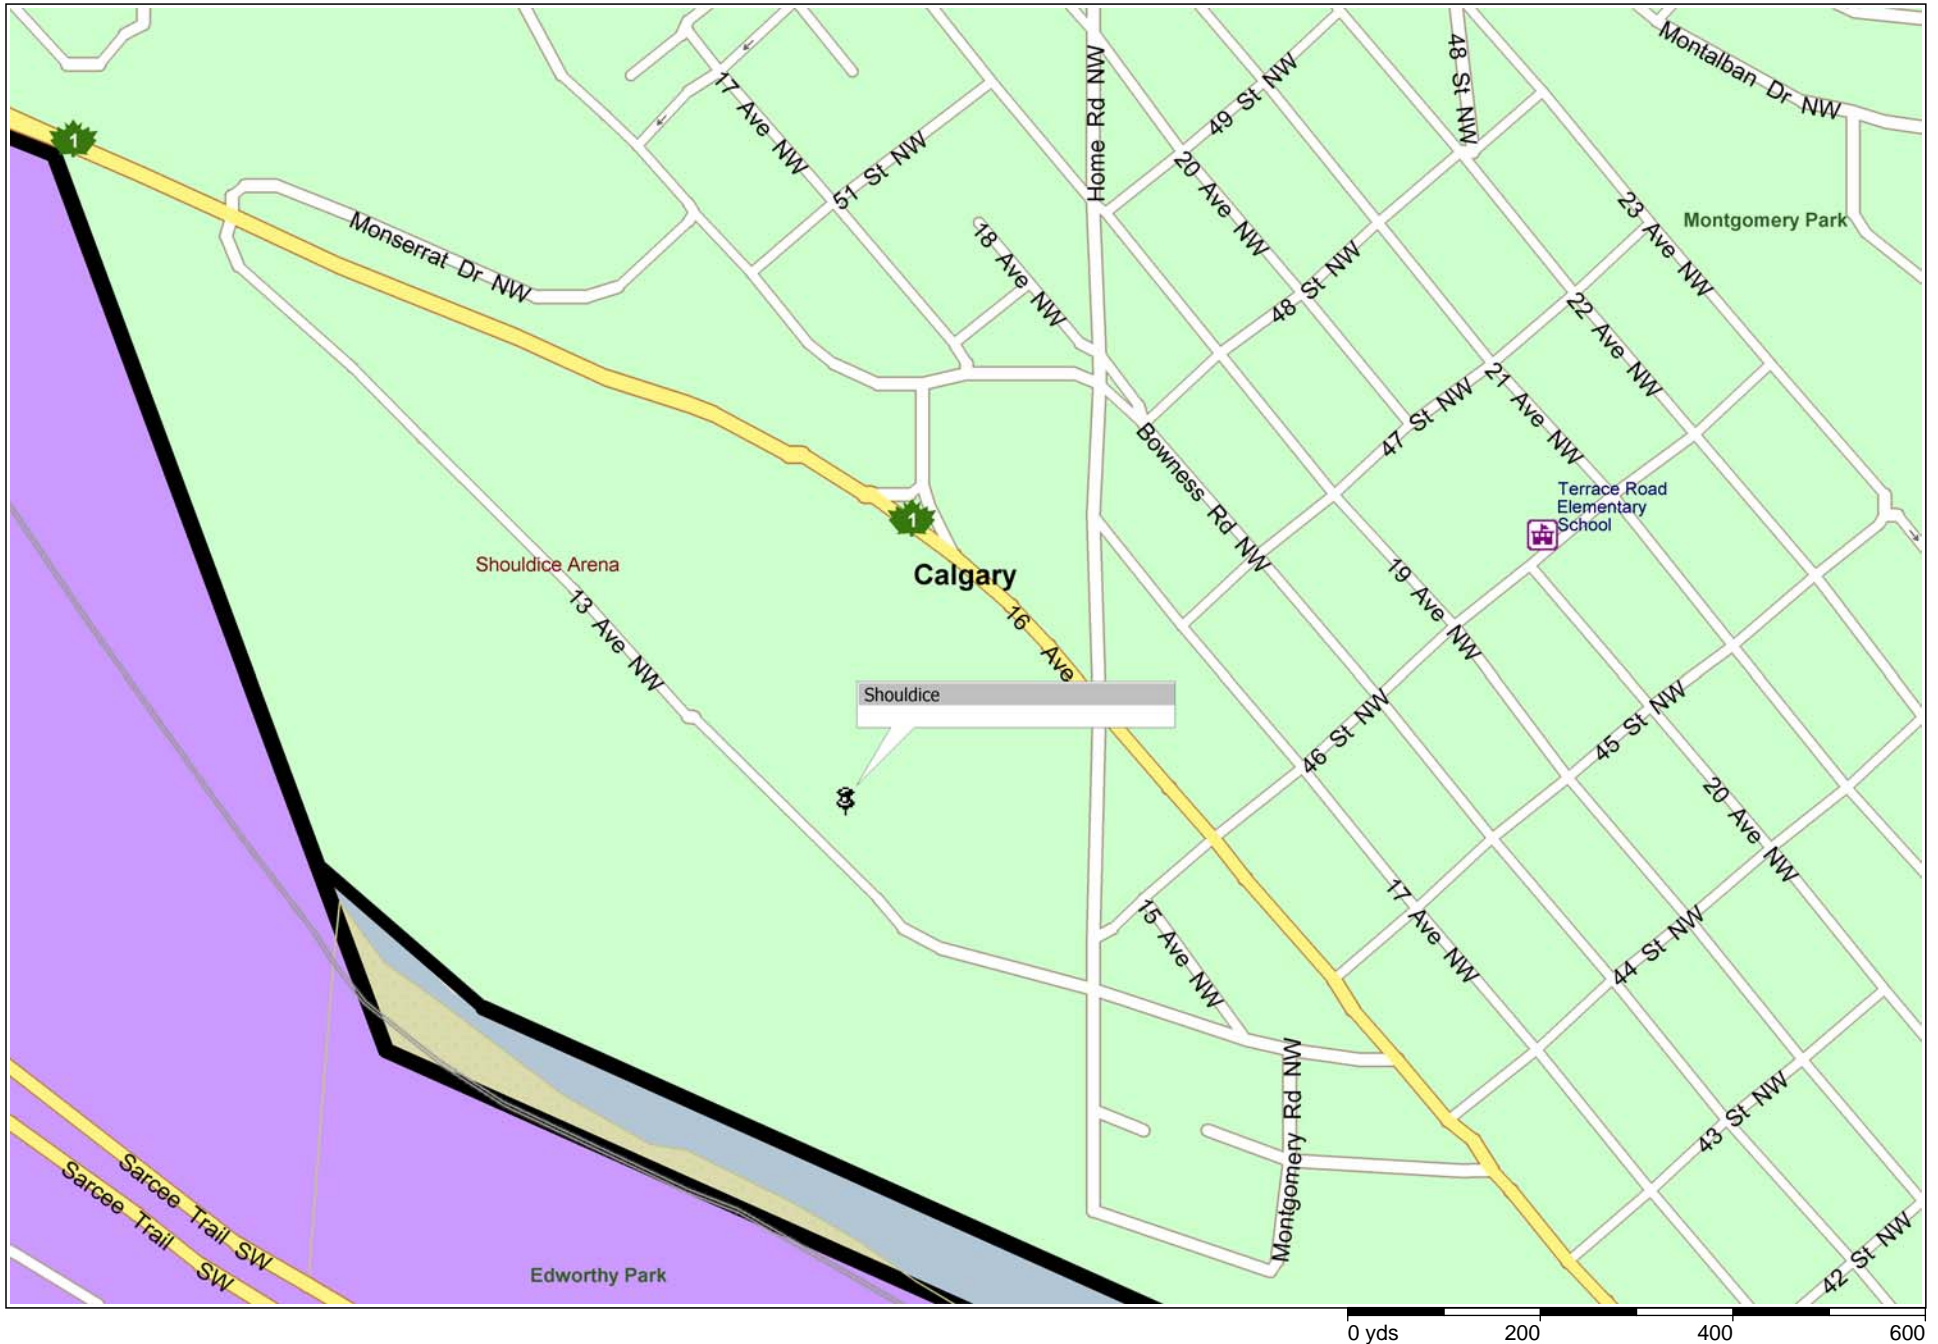 Montalban Dr NW
48 St NW
Home Rd NW
49 St NW
17 Ave NW
1
51 St NW
20 Ave NW
23 Ave NW
Montgomery Park
Monserrat Dr NW
18 Ave NW
48 St NW
22 Ave NW
21 Ave NW
47 St NW
Bowness Rd NW
Terrace Road
Elementary
School
1
Shouldice Arena
Calgary
19 Ave NW
13 Ave NW
16 Ave
Shouldice
46 St NW
45 St NW
20 Ave NW
15 Ave NW
17 Ave NW
44 St NW
Montgomery Rd NW
43 St NW
Sarcee Trail SW
Sarcee Trail SW
Edworthy Park
42 St NW
0 yds 200 400 600